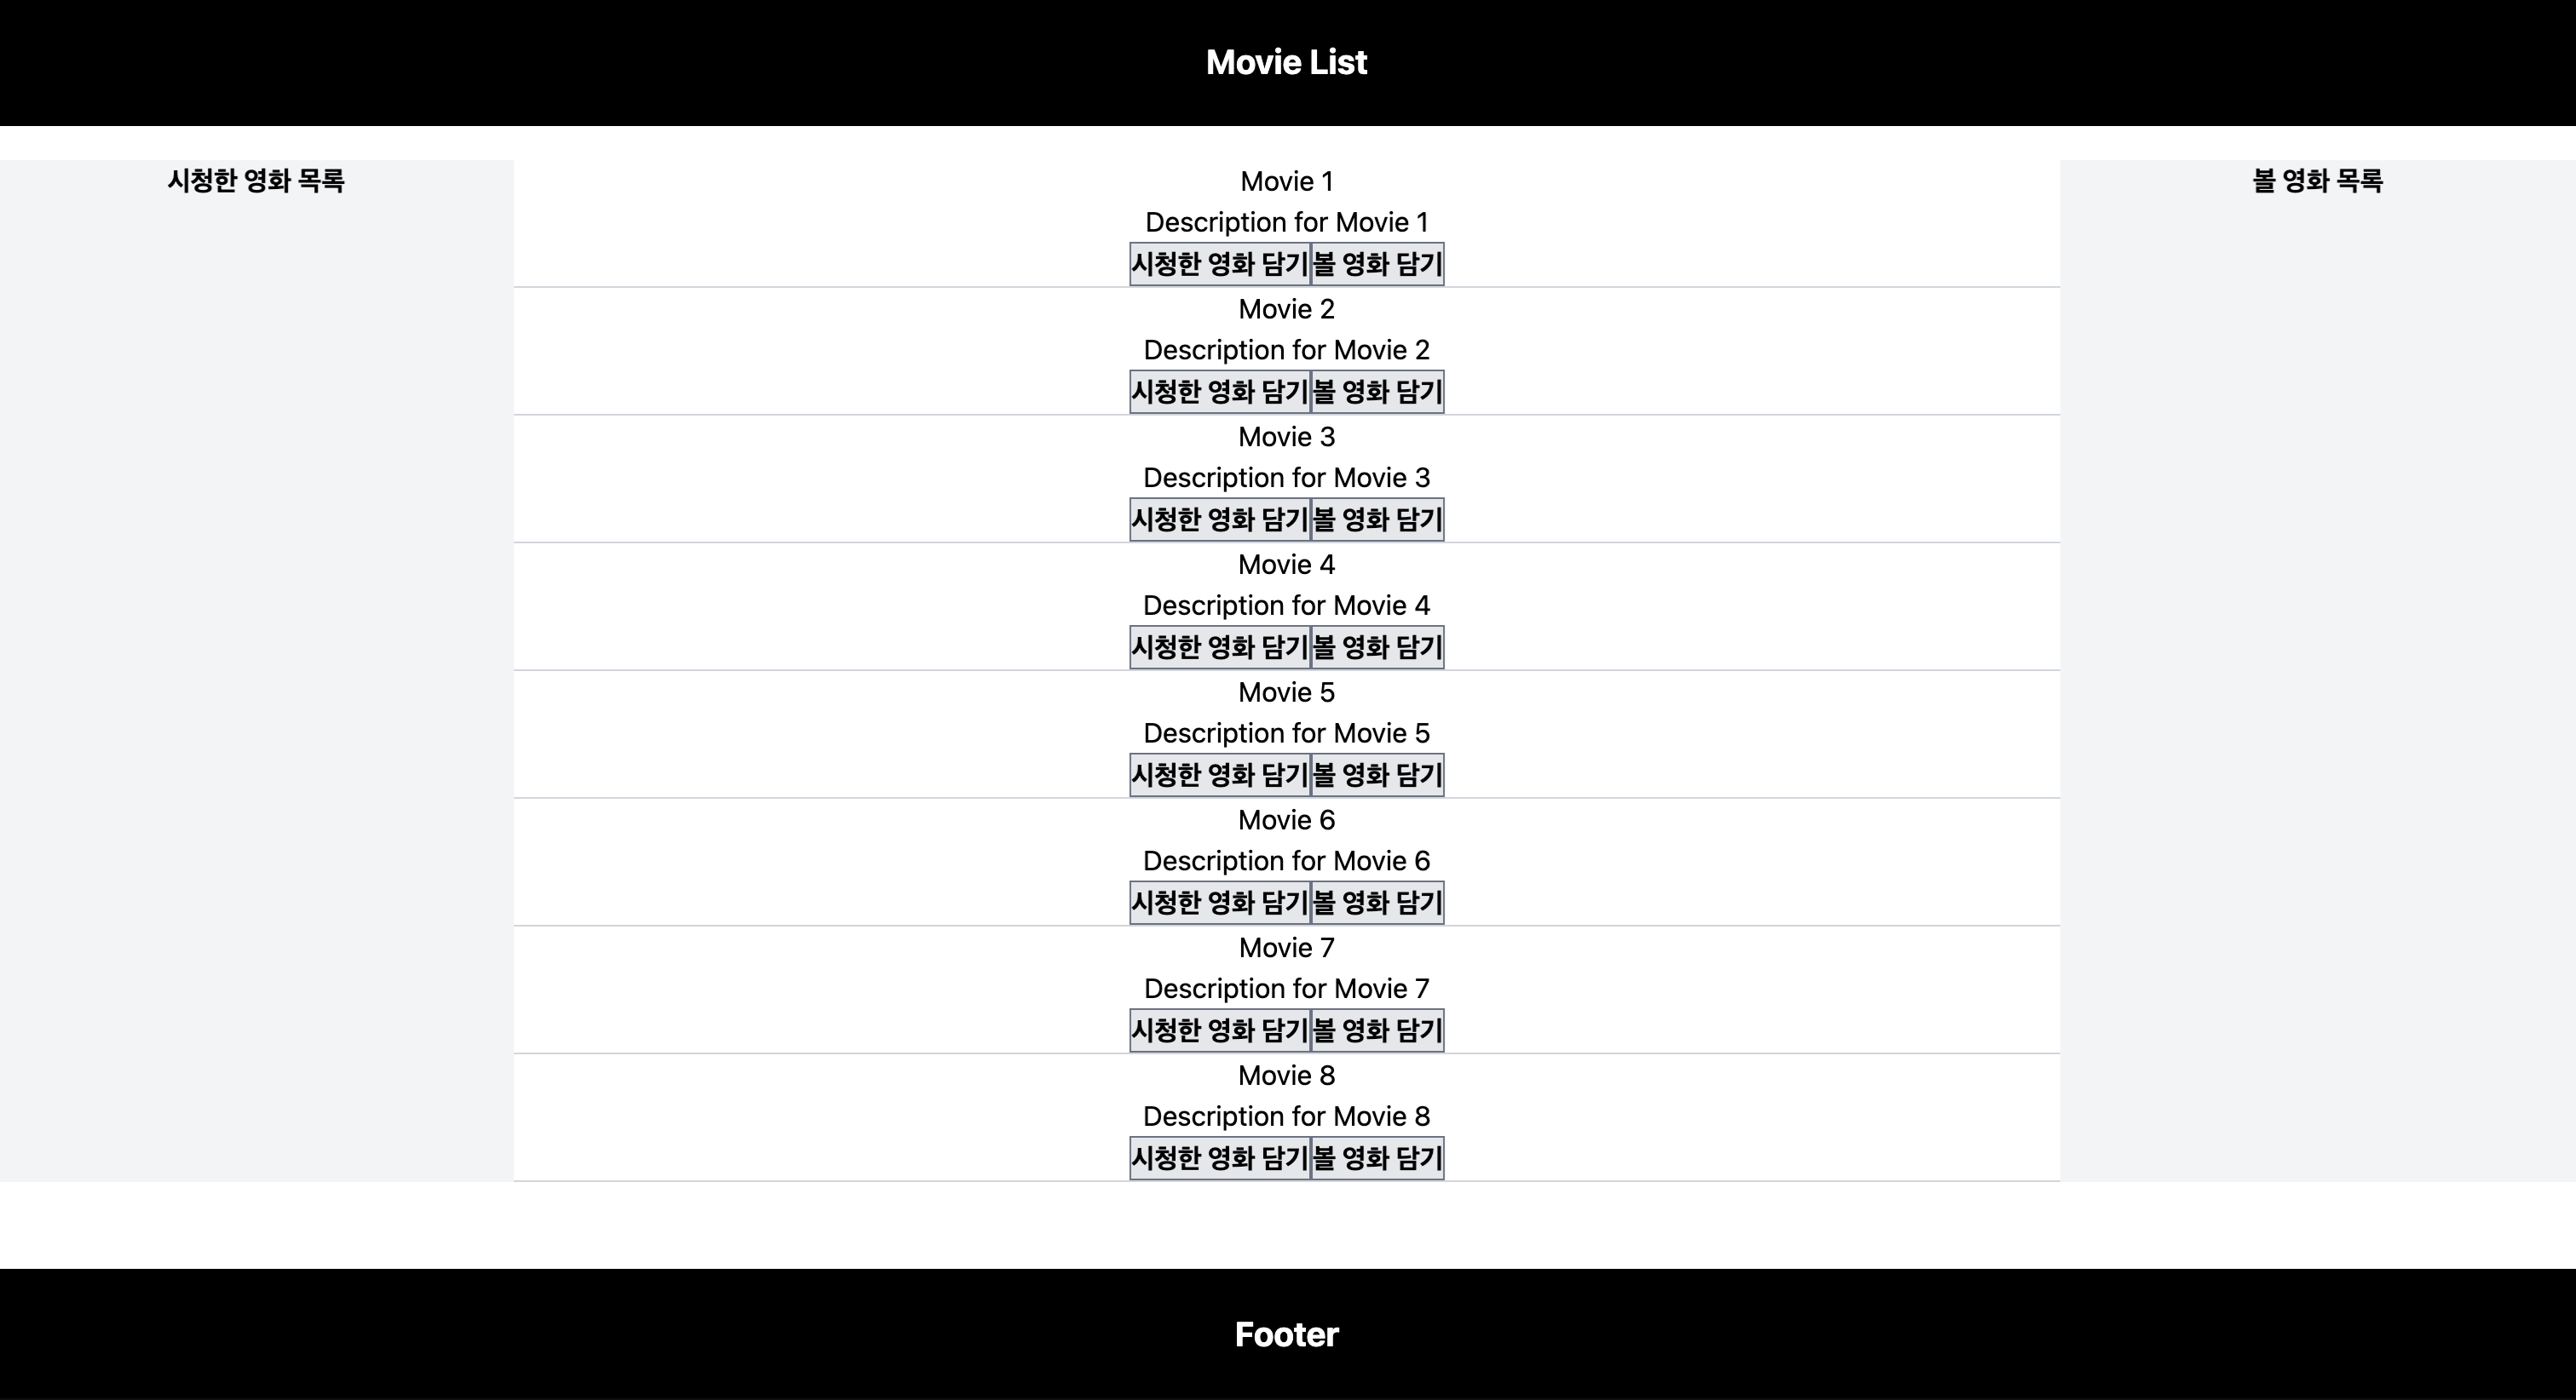 Movie List
시청한 영화 목록
Movie 1
Description for Movie 1
시청한 영화 담기 볼 영화 담기
Movie 2
Description for Movie 2
시청한 영화 담기 볼 영화 담기
Movie 3
Description for Movie 3
시청한 영화 담기 볼 영화 담기
Movie 4
Description for Movie 4
시청한 영화 담기 볼 영화 담기
Movie 5
Description for Movie 5
시청한 영화 담기 볼 영화 담기
Movie 6
Description for Movie 6
시청한 영화 담기 볼 영화 담기
Movie 7
Description for Movie 7
시청한 영화 담기 볼 영화 담기
Movie 8
Description for Movie 8
시청한 영화 담기 볼 영화 담기
볼 영화 목록
Footer